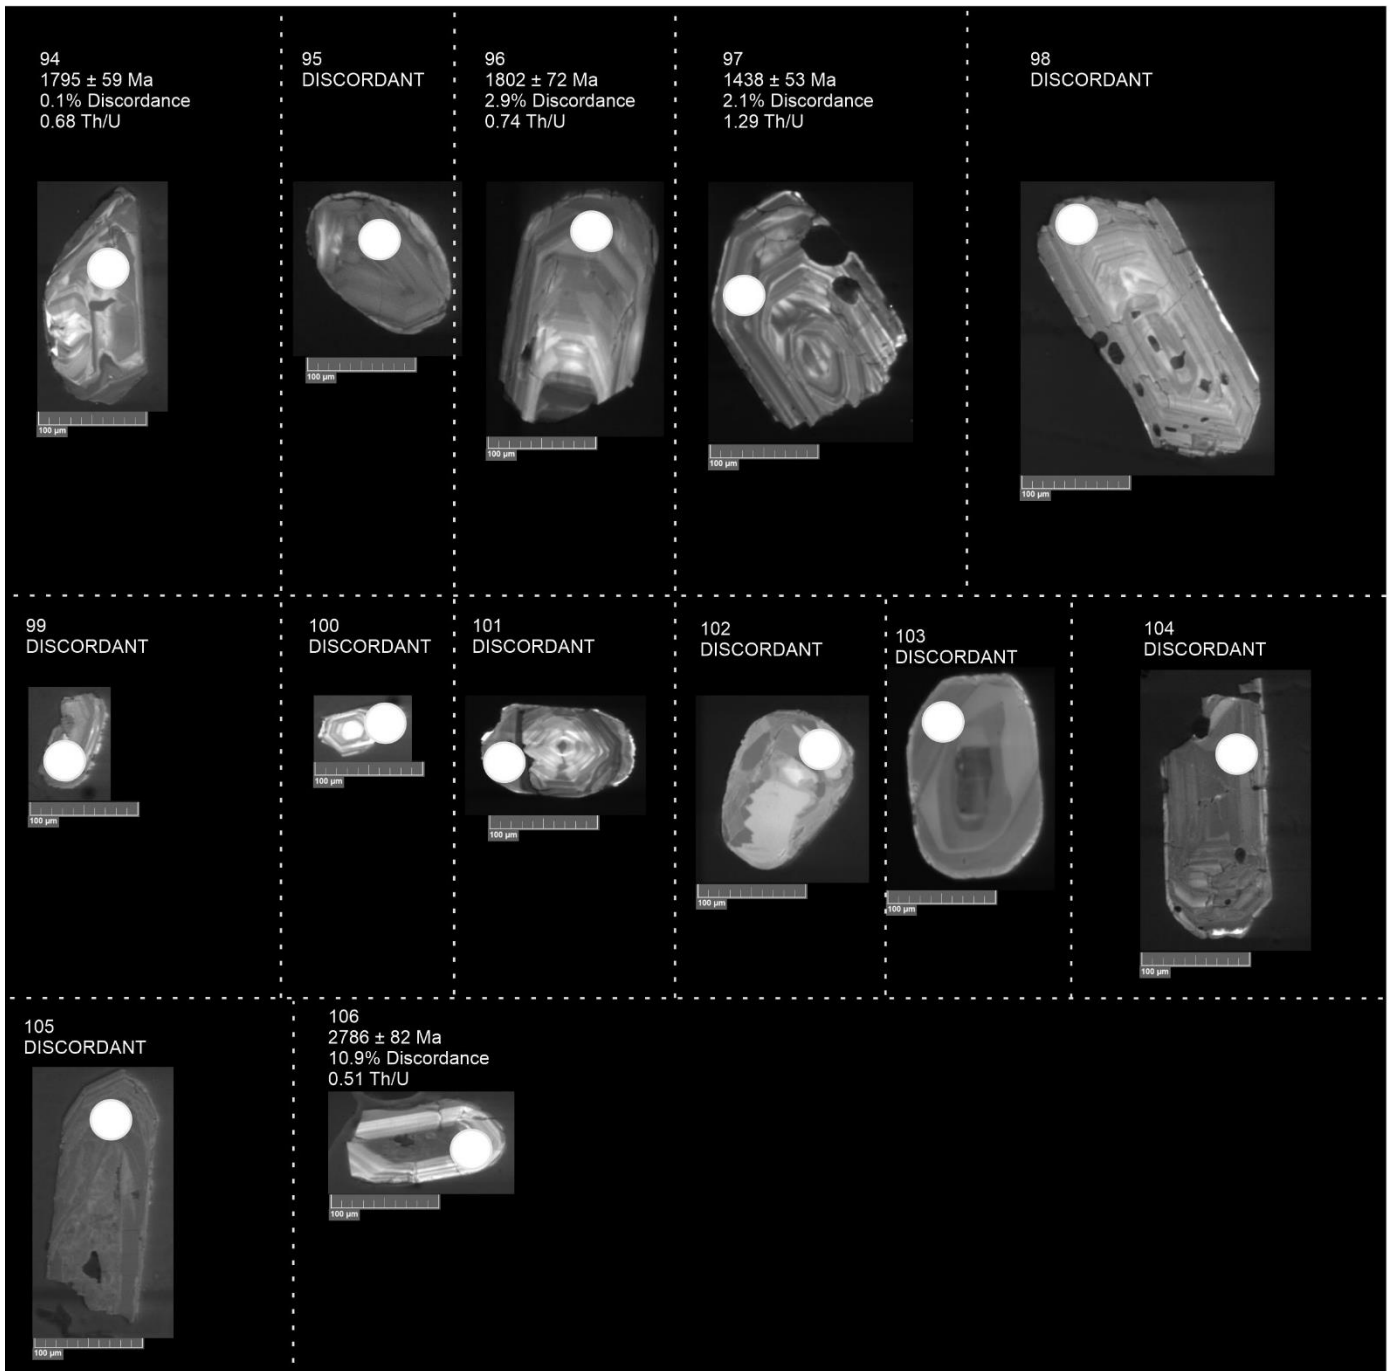 94
1795 ± 59 Ma
0.1% Discordance
0.68 Th/U
100 µm
95
DISCORDANT
100 µm
96
1802 ± 72 Ma
2.9% Discordance
0.74 Th/U
100 µm
97
1438 ± 53 Ma
2.1% Discordance
1.29 Th/U
100 µm
98
DISCORDANT
100 µm
99
DISCORDANT
100 µm
100
DISCORDANT
100 µm
101
DISCORDANT
100 µm
102
DISCORDANT
100 µm
103
DISCORDANT
100 µm
104
DISCORDANT
100 µm
105
DISCORDANT
100 µm
106
2786 ± 82 Ma
10.9% Discordance
0.51 Th/U
100 µm